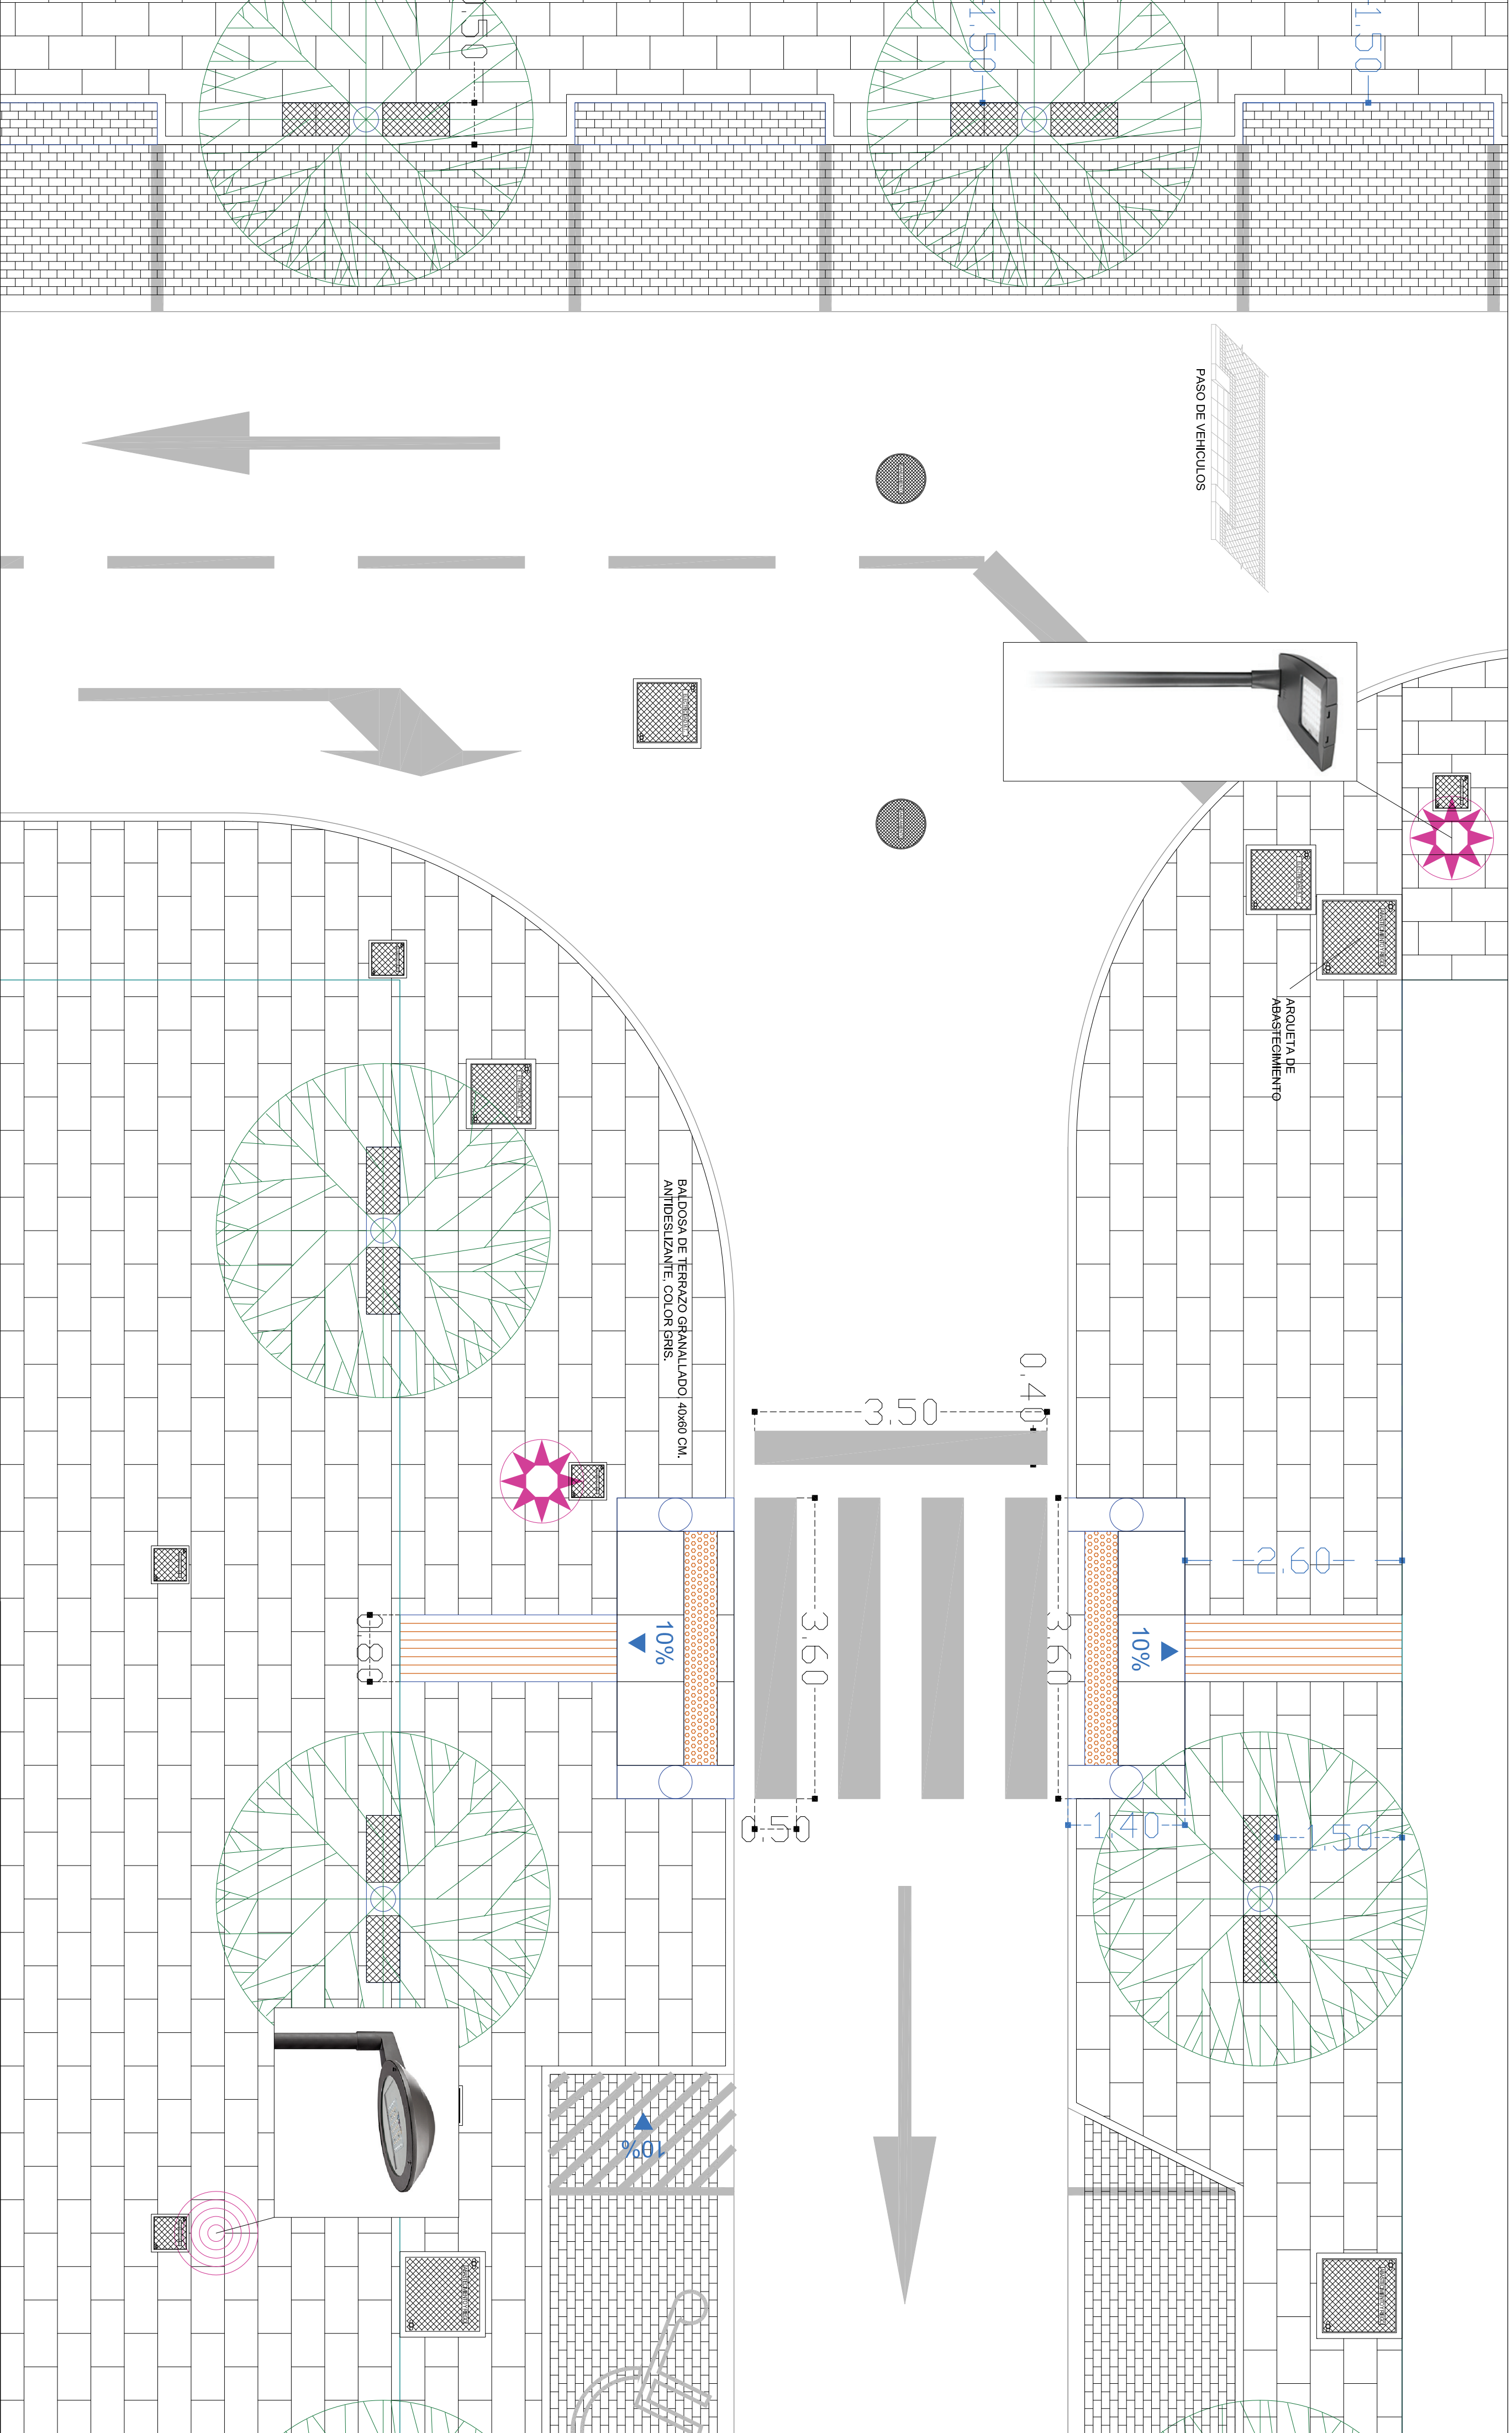 1.50
1.50
PASO DE VEHICULOS
ARQUETA DE
ABASTECIMIENTO
BALDOSA DE TERRAZO GRANALLADO 40x60 CM.
ANTIDESLIZANTE, COLOR GRIS.
0.40
3.50
2.60
0.80
10%
3.60
3.60
10%
0.50
1.40
1.50
10%